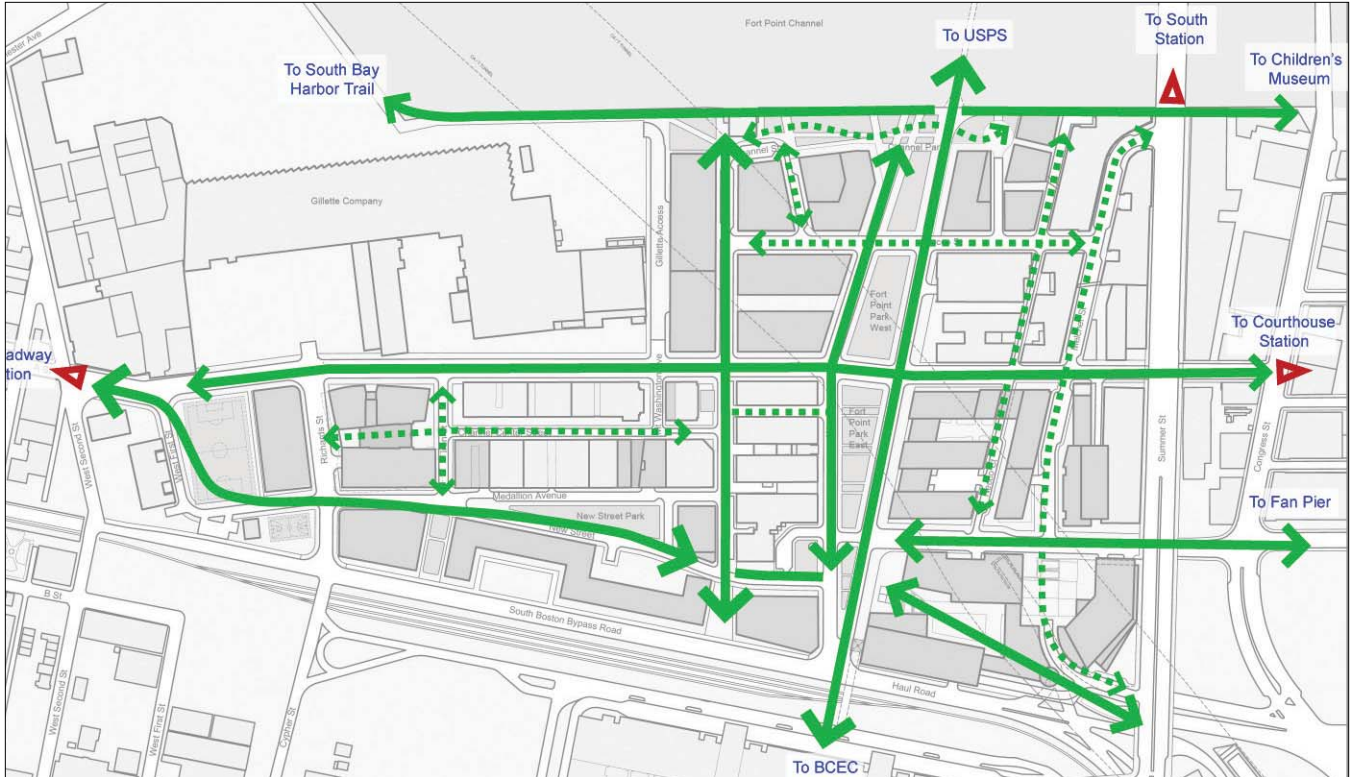 Fort Point Channel
To USPS
To South
Station
To Children's
Museum
To South Bay
Harbor Trail
Gillette Company
Gillette Access
Fort
Point
Park
West
To Courthouse
Station
Richards St
Fort
Point
Park
East
West Second St
West First St
Summer St
Congress St
Medallion Avenue
New Street Park
New Street
To Fan Pier
B St
South Boston Bypass Road
Haul Road
West Second St
West First St
Cypher St
To BCEC